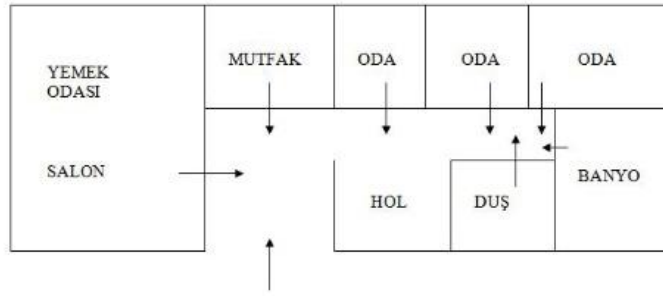 YEMEK
ODASI
MUTFAK
ODA
ODA
ODA
SALON
HOL
DUŞ
BANYO